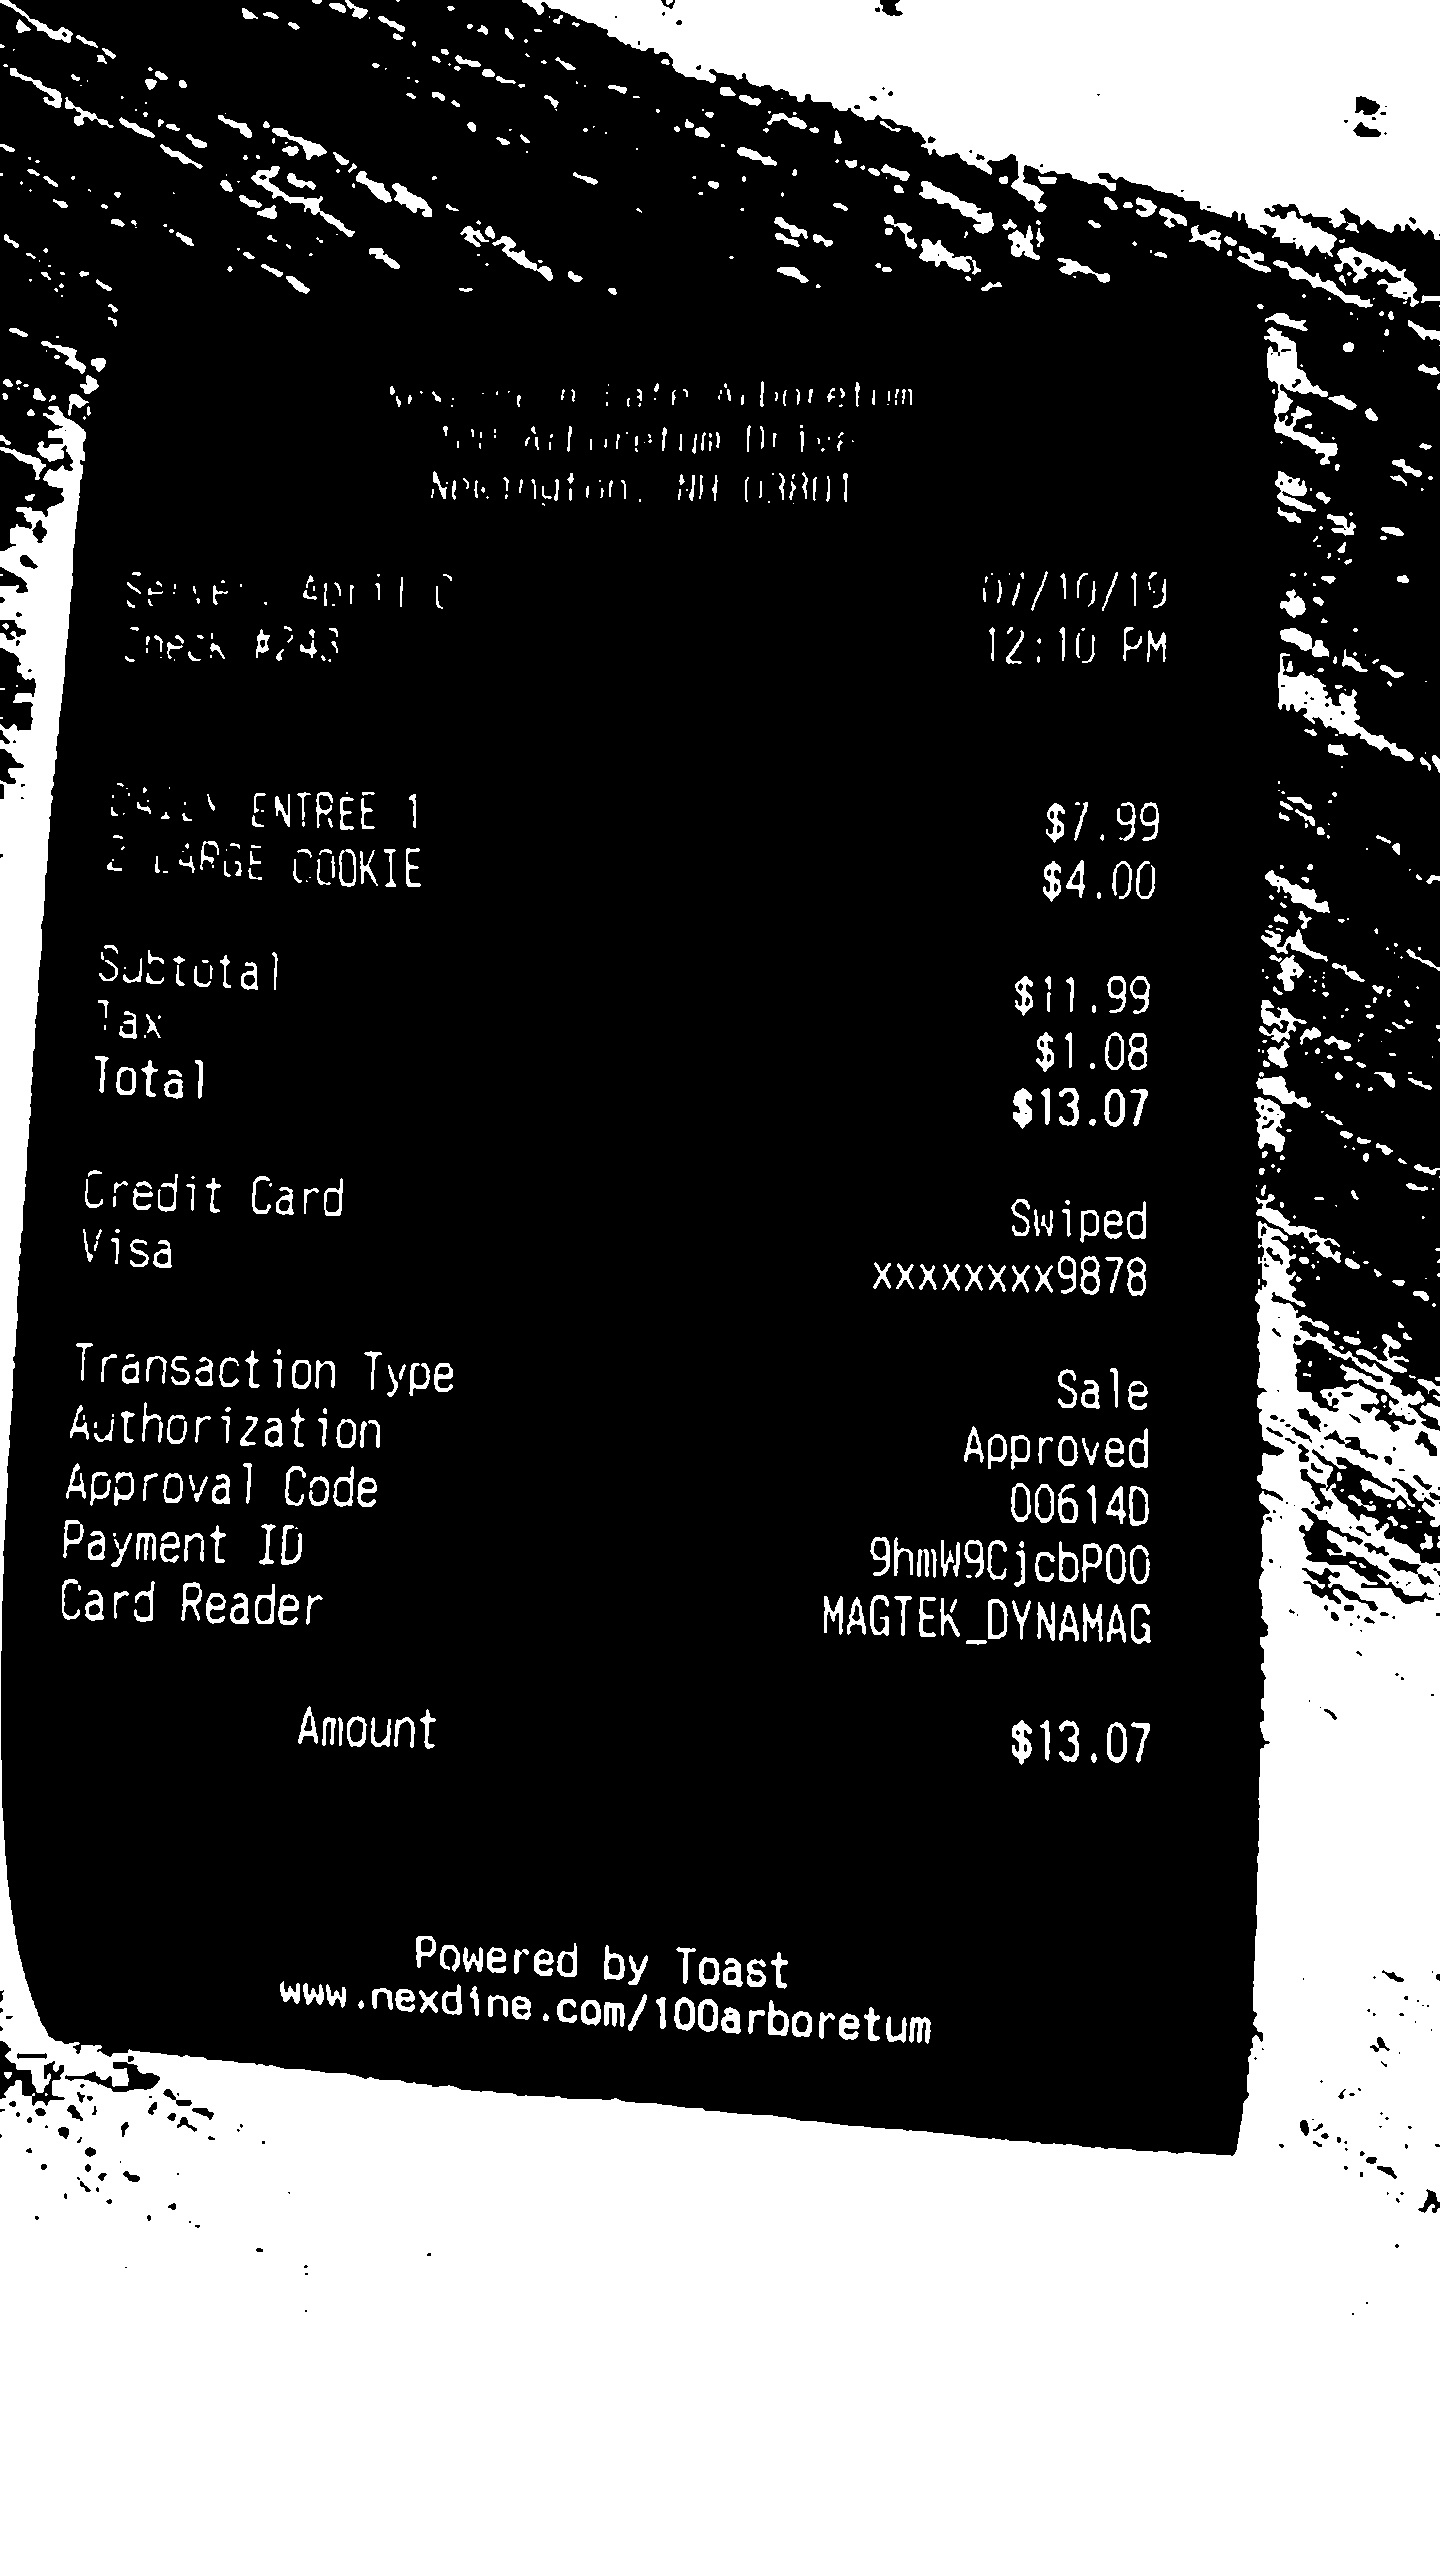 Cafe Arboretum
100 Arboretum Drive
Newington, NH 03801
Server: April C 07/10/19
Check #243 12:10 PM
DAILY ENTREE 1 $7.99
2 LARGE COOKIE $4.00
Subtotal $11.99
Tax $1.08
Total $13.07
Credit Card Swiped
Visa xxxxxxxx9878
Transaction Type Sale
Authorization Approved
Approval Code 00614D
Payment ID 9hmW9CjcbP00
Card Reader MAGTEK_DYNAMAG
Amount $13.07
Powered by Toast
www.nexdine.com/100arboretum